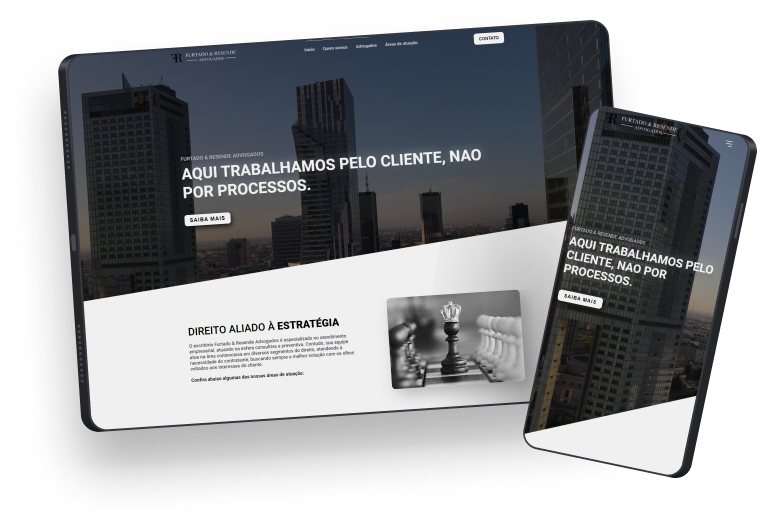 FR FURTADO & RESENDE
ADVOGADOS
Início Quem somos Advogados Áreas de atuação
CONTATO
FURTADO & RESENDE ADVOGADOS
AQUI TRABALHAMOS PELO CLIENTE, NAO
POR PROCESSOS.
SAIBA MAIS
DIREITO ALIADO À ESTRATÉGIA
O escritório Furtado & Resende Advogados é especializado no atendimento
empresarial, atuando na esfera consultiva e preventiva. Contudo, sua equipe
atua na área contenciosa em diversos segmentos do direito, atendendo à
necessidade do contratante, buscando sempre a melhor solução com os olhos
voltados aos interesses do cliente.
Confira abaixo algumas das nossas áreas de atuação:
FR FURTADO & RESENDE
ADVOGADOS
FURTADO & RESENDE ADVOGADOS
AQUI TRABALHAMOS PELO
CLIENTE, NAO POR
PROCESSOS.
SAIBA MAIS